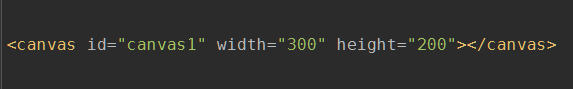 <canvas id="canvas1" width="300" height="200"></canvas>